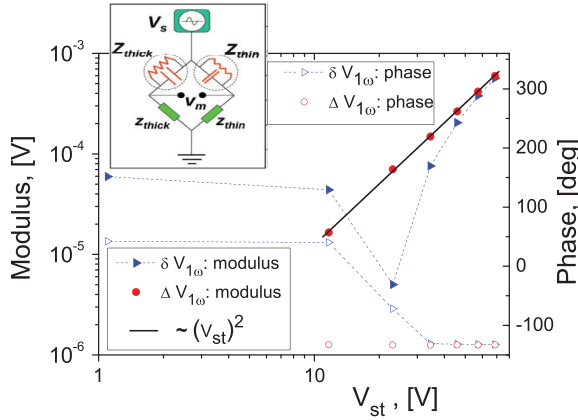 V_s
Z_thick Z_thin
V_m
z_thick z_thin
δ V_1ω: phase
Δ V_1ω: phase
δ V_1ω: modulus
Δ V_1ω: modulus
~ (V_st)^2
Modulus, [V]
10^-3
10^-4
10^-5
10^-6
Phase, [deg]
300
200
100
0
-100
1 10
V_st , [V]